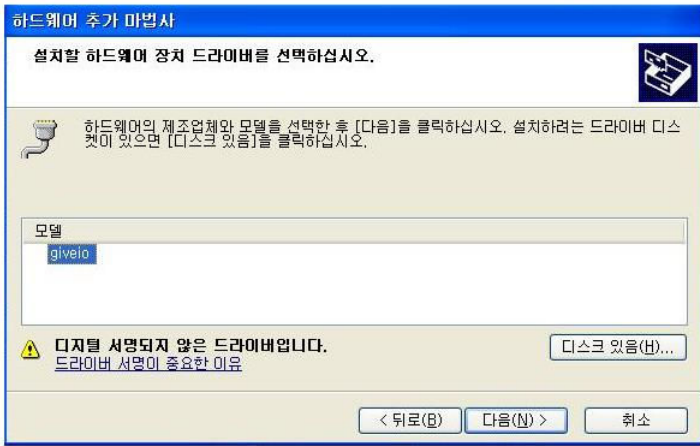 하드웨어 추가 마법사
설치할 하드웨어 장치 드라이버를 선택하십시오.
하드웨어의 제조업체와 모델을 선택한 후 [다음]을 클릭하십시오. 설치하려는 드라이버 디스
켓이 있으면 [디스크 있음]을 클릭하십시오.
모델
giveio
디지털 서명되지 않은 드라이버입니다.
드라이버 서명이 중요한 이유
디스크 있음(H)...
< 뒤로(B)
다음(N) >
취소